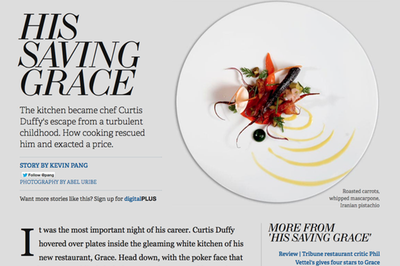 HIS
SAVING
GRACE
The kitchen became chef Curtis
Duffy's escape from a turbulent
childhood. How cooking rescued
him and exacted a price.
STORY BY KEVIN PANG
Follow @pang
PHOTOGRAPHY BY ABEL URIBE
Want more stories like this? Sign up for digitalPLUS
Roasted carrots,
whipped mascarpone,
Iranian pistachio
It was the most important night of his career. Curtis Duffy
hovered over plates inside the gleaming white kitchen of his
new restaurant, Grace. Head down, with the poker face that
MORE FROM
'HIS SAVING GRACE'
Review | Tribune restaurant critic Phil
Vettel's gives four stars to Grace